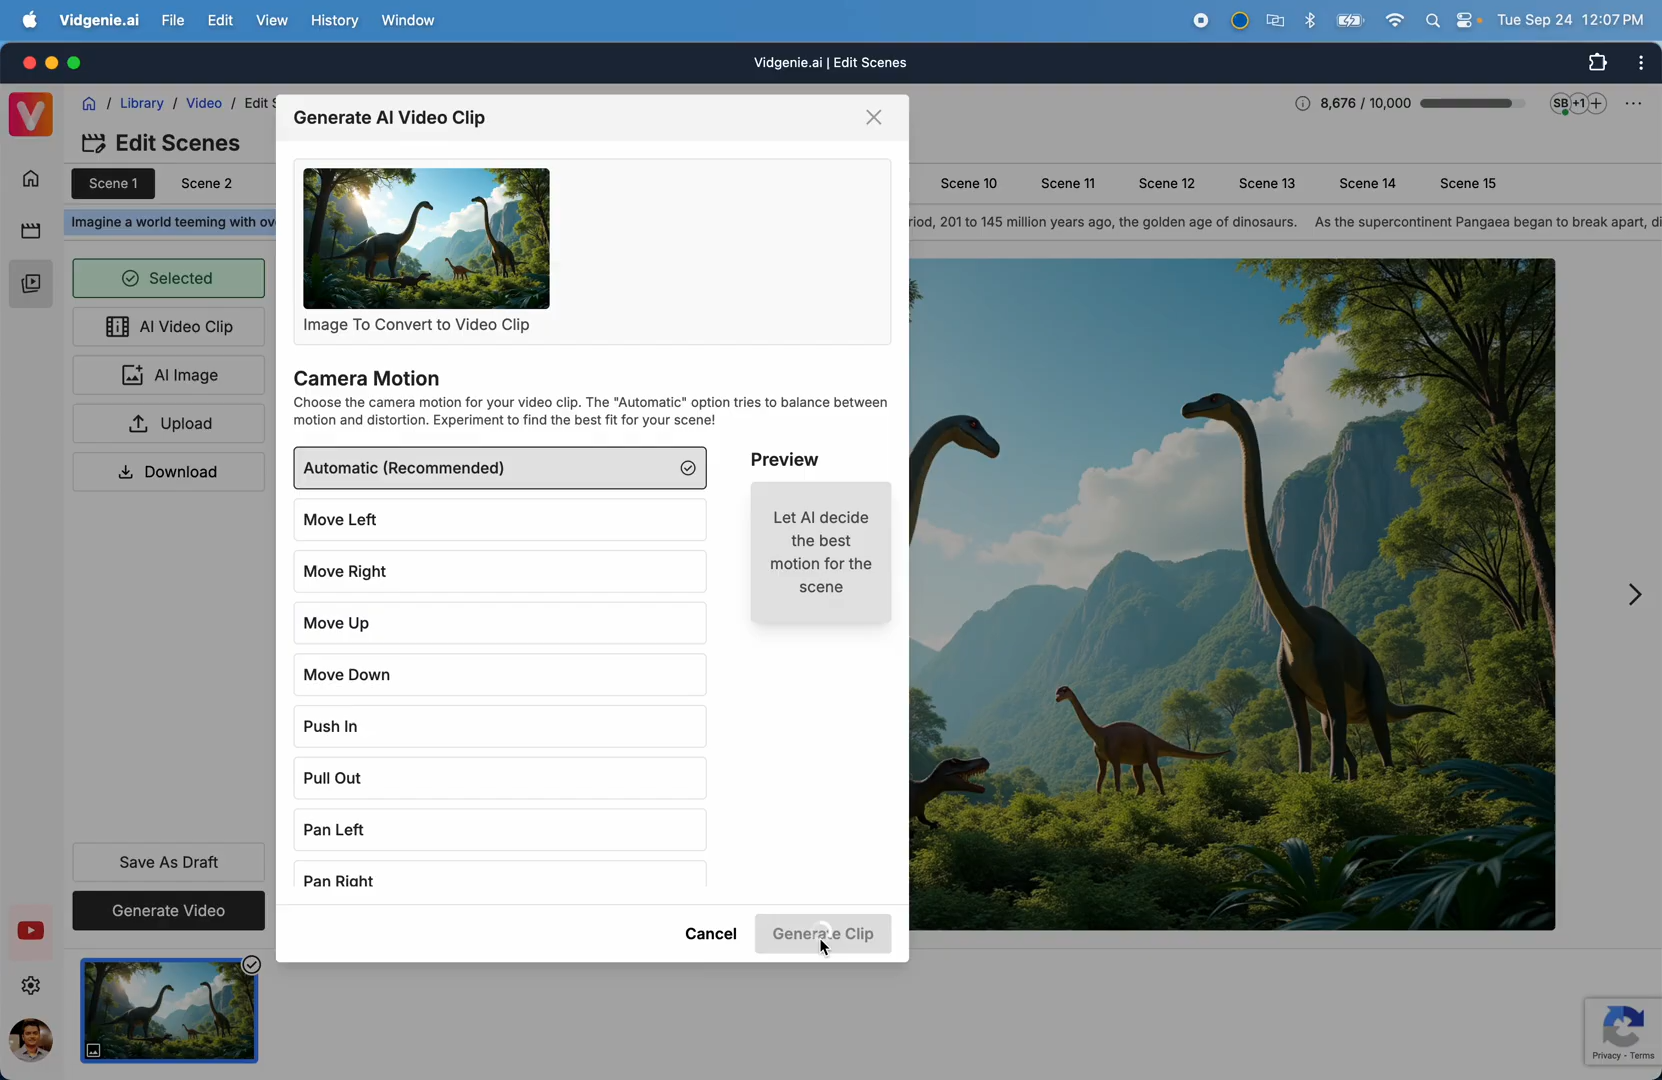 Vidgenie.ai File Edit View History Window Tue Sep 24 12:07 PM
Vidgenie.ai | Edit Scenes
/ Library / Video / Edit
8,676 / 10,000 SB +1
Edit Scenes
Scene 1 Scene 2 Scene 10 Scene 11 Scene 12 Scene 13 Scene 14 Scene 15
Imagine a world teeming with
201 to 145 million years ago, the golden age of dinosaurs. As the supercontinent Pangaea began to break apart,
Selected
AI Video Clip
AI Image
Upload
Download
Save As Draft
Generate Video
Generate AI Video Clip
Image To Convert to Video Clip
Camera Motion
Choose the camera motion for your video clip. The "Automatic" option tries to balance between
motion and distortion. Experiment to find the best fit for your scene!
Automatic (Recommended)
Move Left
Move Right
Move Up
Move Down
Push In
Pull Out
Pan Left
Pan Right
Preview
Let AI decide
the best
motion for the
scene
Cancel Generate Clip
Privacy - Terms